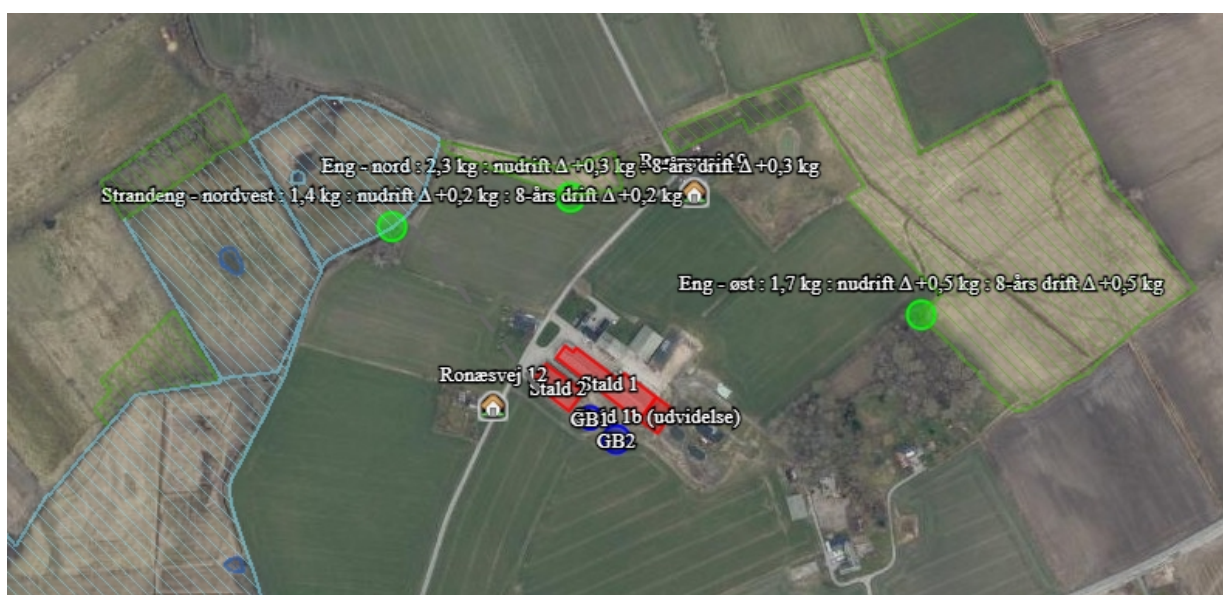 Eng - nord : 2,3 kg : nudrift Δ +0,3 kg : 8-års drift Δ +0,3 kg
Strandeng - nordvest : 1,4 kg : nudrift Δ +0,2 kg : 8-års drift Δ +0,2 kg
Eng - øst : 1,7 kg : nudrift Δ +0,5 kg : 8-års drift Δ +0,5 kg
Ronæsvej 12
Stald 1
Stald 2
1b (udvidelse)
GB1
GB2